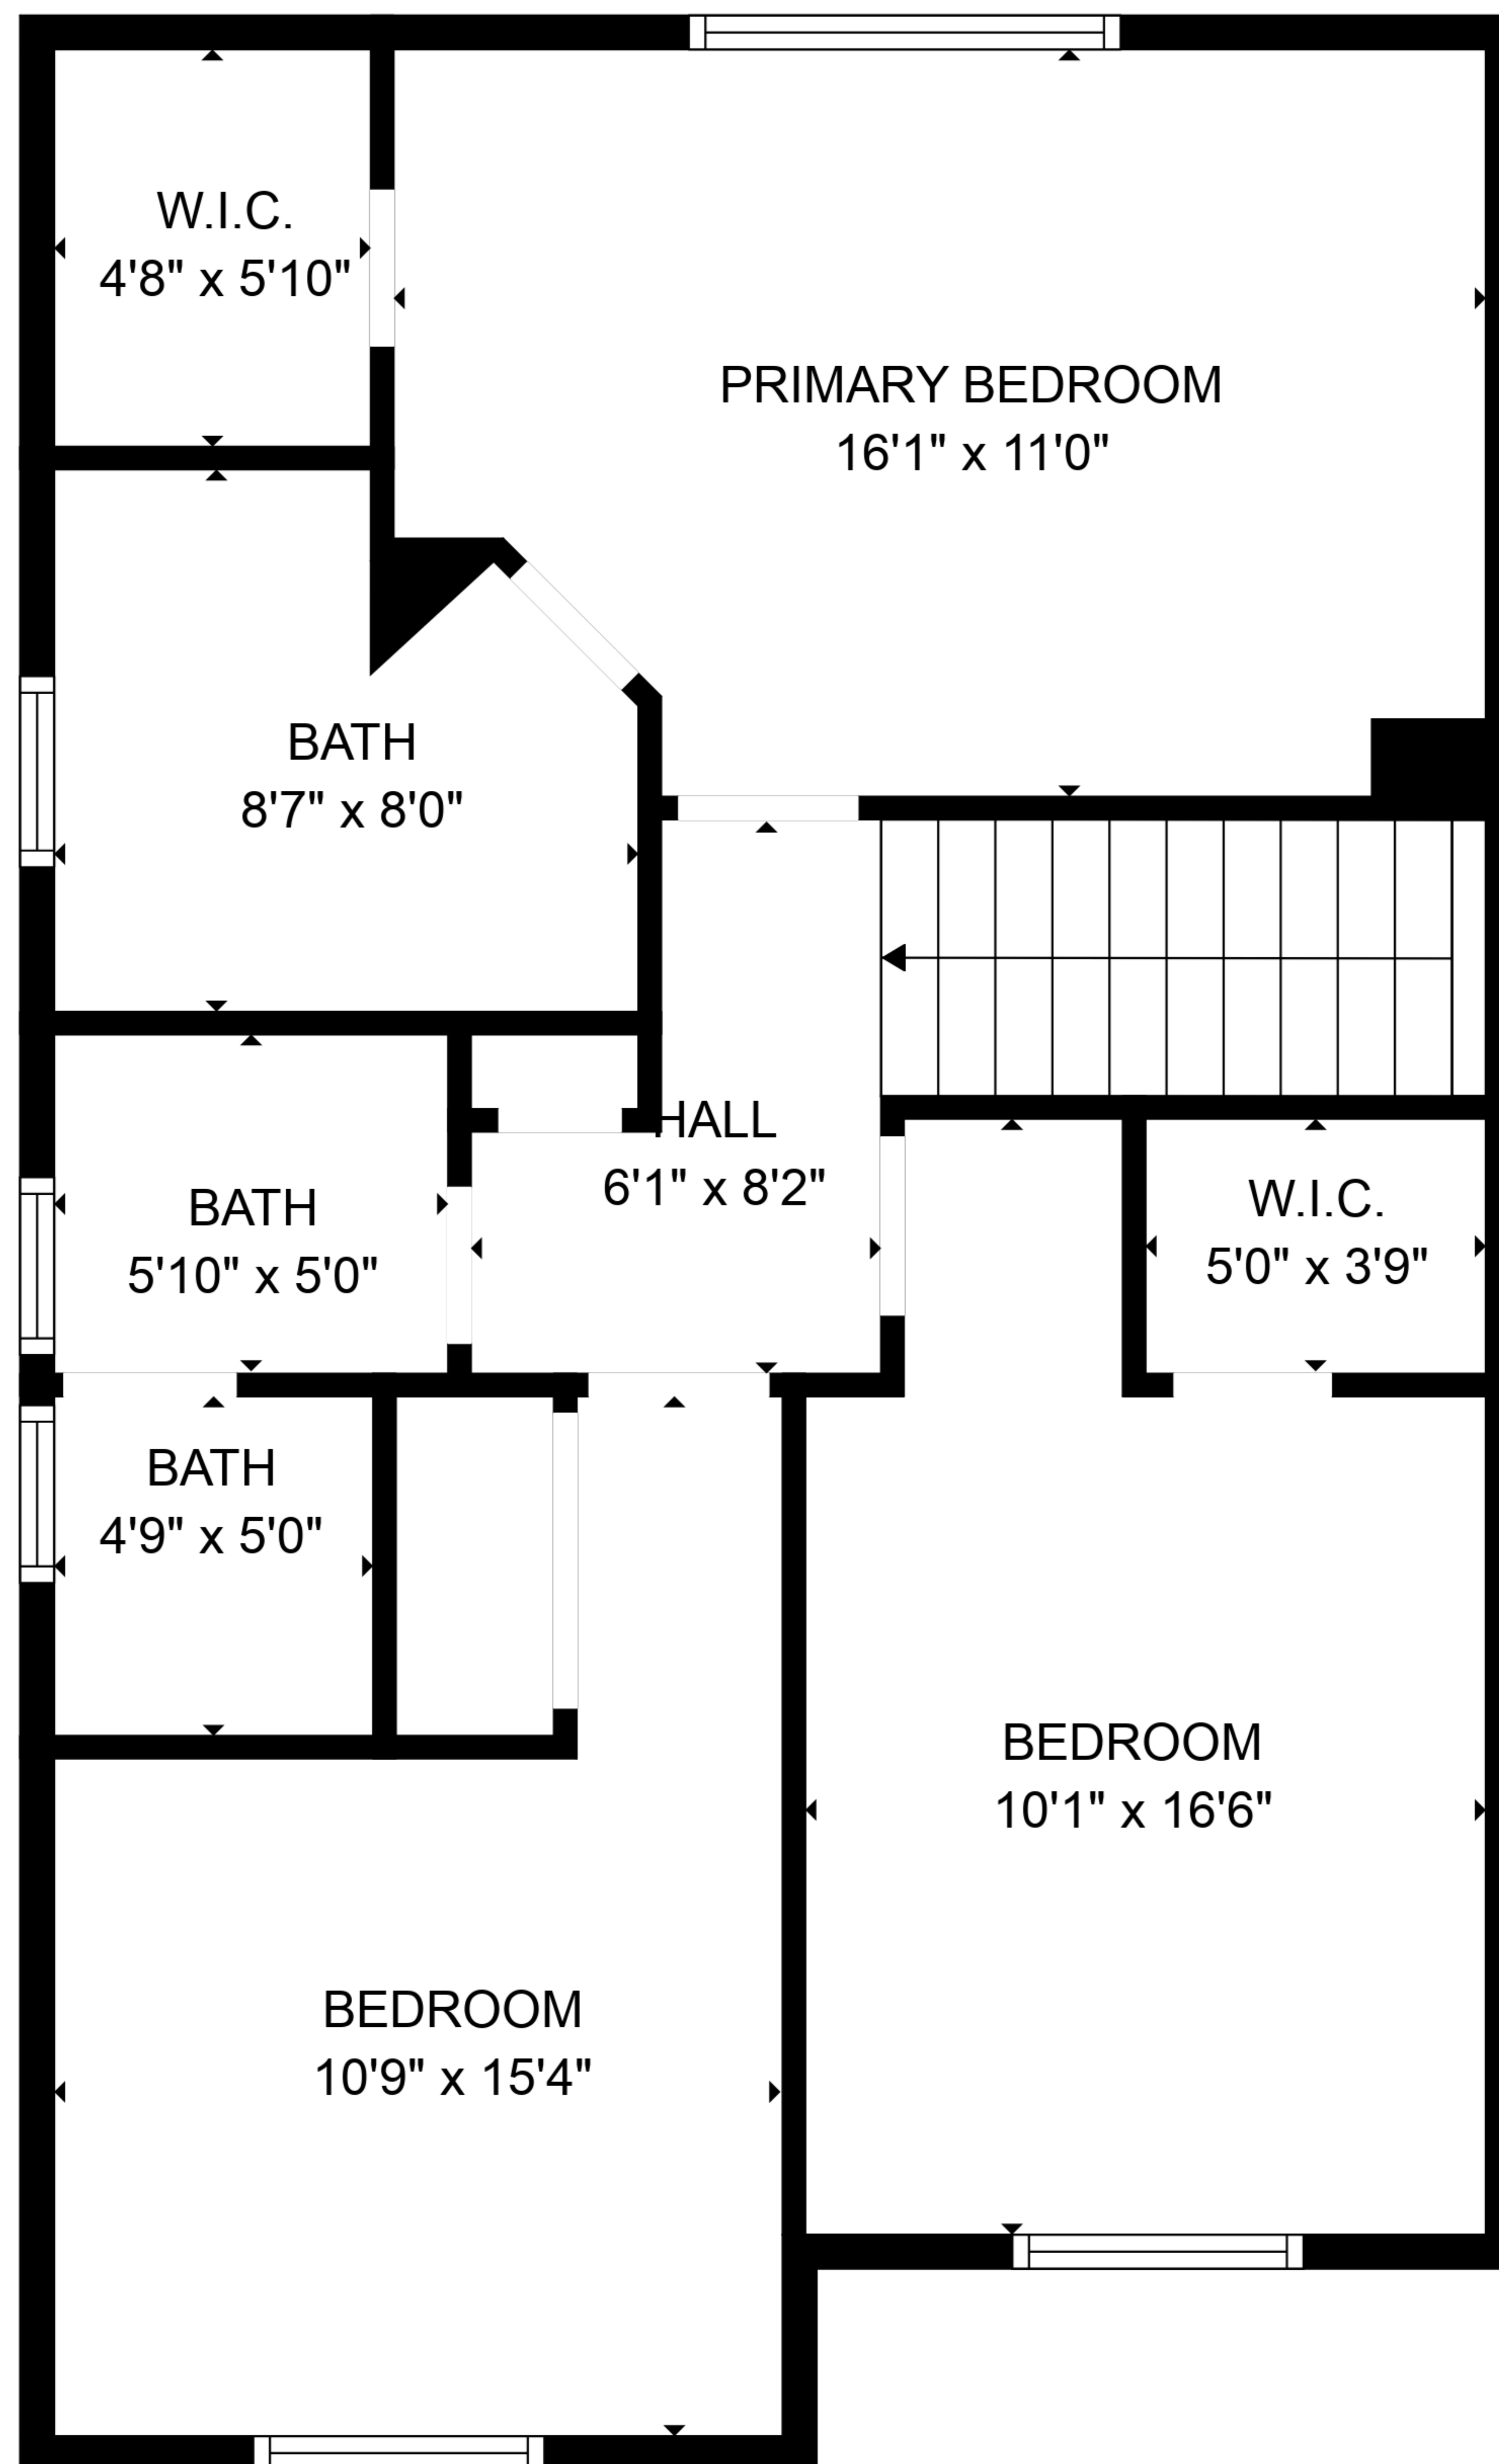 W.I.C.
4'8" x 5'10"
PRIMARY BEDROOM
16'1" x 11'0"
BATH
8'7" x 8'0"
HALL
6'1" x 8'2"
BATH
5'10" x 5'0"
W.I.C.
5'0" x 3'9"
BATH
4'9" x 5'0"
BEDROOM
10'1" x 16'6"
BEDROOM
10'9" x 15'4"